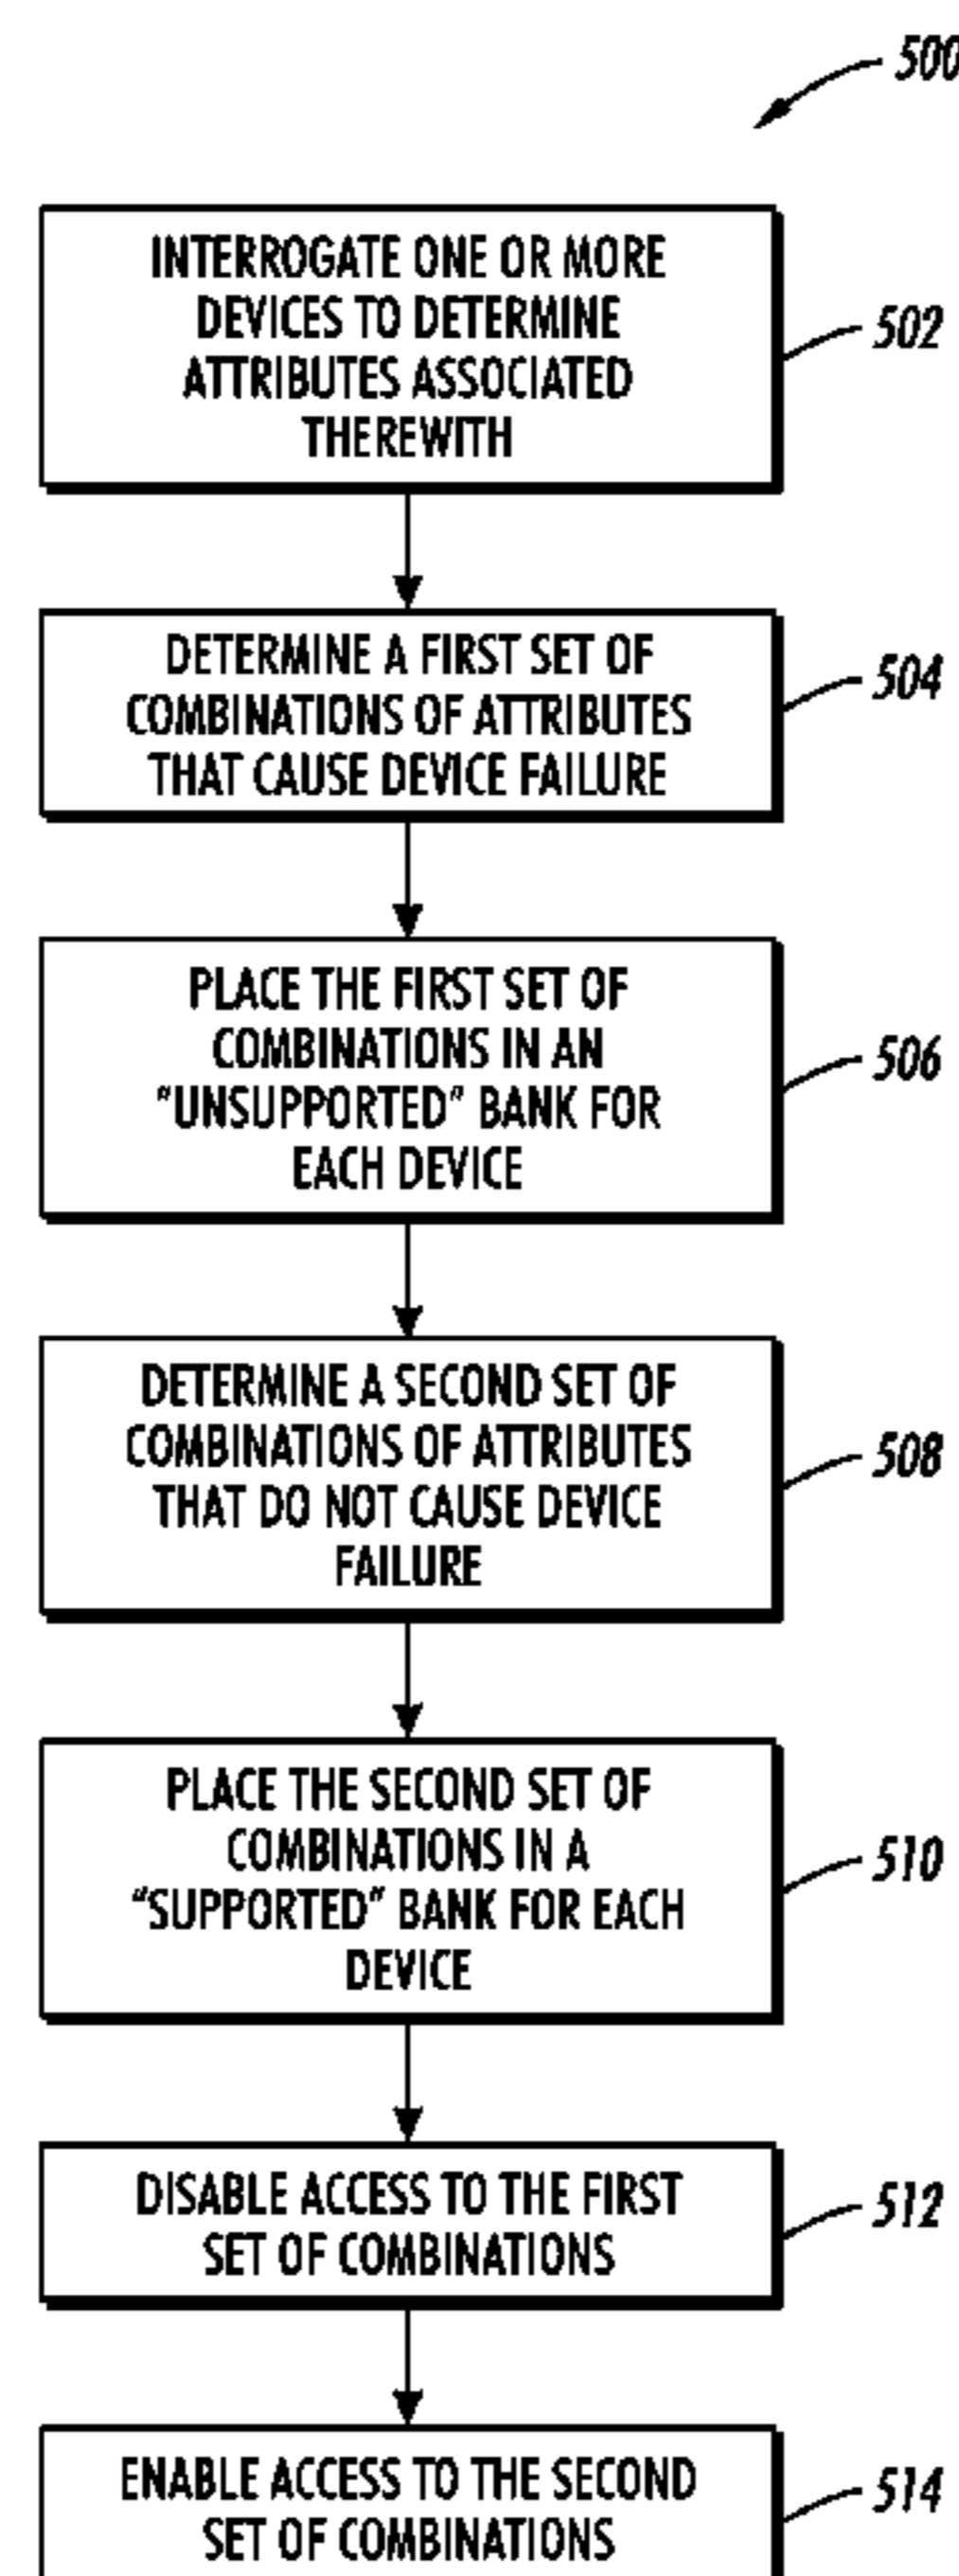 500
INTERROGATE ONE OR MORE
DEVICES TO DETERMINE
ATTRIBUTES ASSOCIATED
THEREWITH
502
DETERMINE A FIRST SET OF
COMBINATIONS OF ATTRIBUTES
THAT CAUSE DEVICE FAILURE
504
PLACE THE FIRST SET OF
COMBINATIONS IN AN
"UNSUPPORTED" BANK FOR
EACH DEVICE
506
DETERMINE A SECOND SET OF
COMBINATIONS OF ATTRIBUTES
THAT DO NOT CAUSE DEVICE
FAILURE
508
PLACE THE SECOND SET OF
COMBINATIONS IN A
"SUPPORTED" BANK FOR EACH
DEVICE
510
DISABLE ACCESS TO THE FIRST
SET OF COMBINATIONS
512
ENABLE ACCESS TO THE SECOND
SET OF COMBINATIONS
514